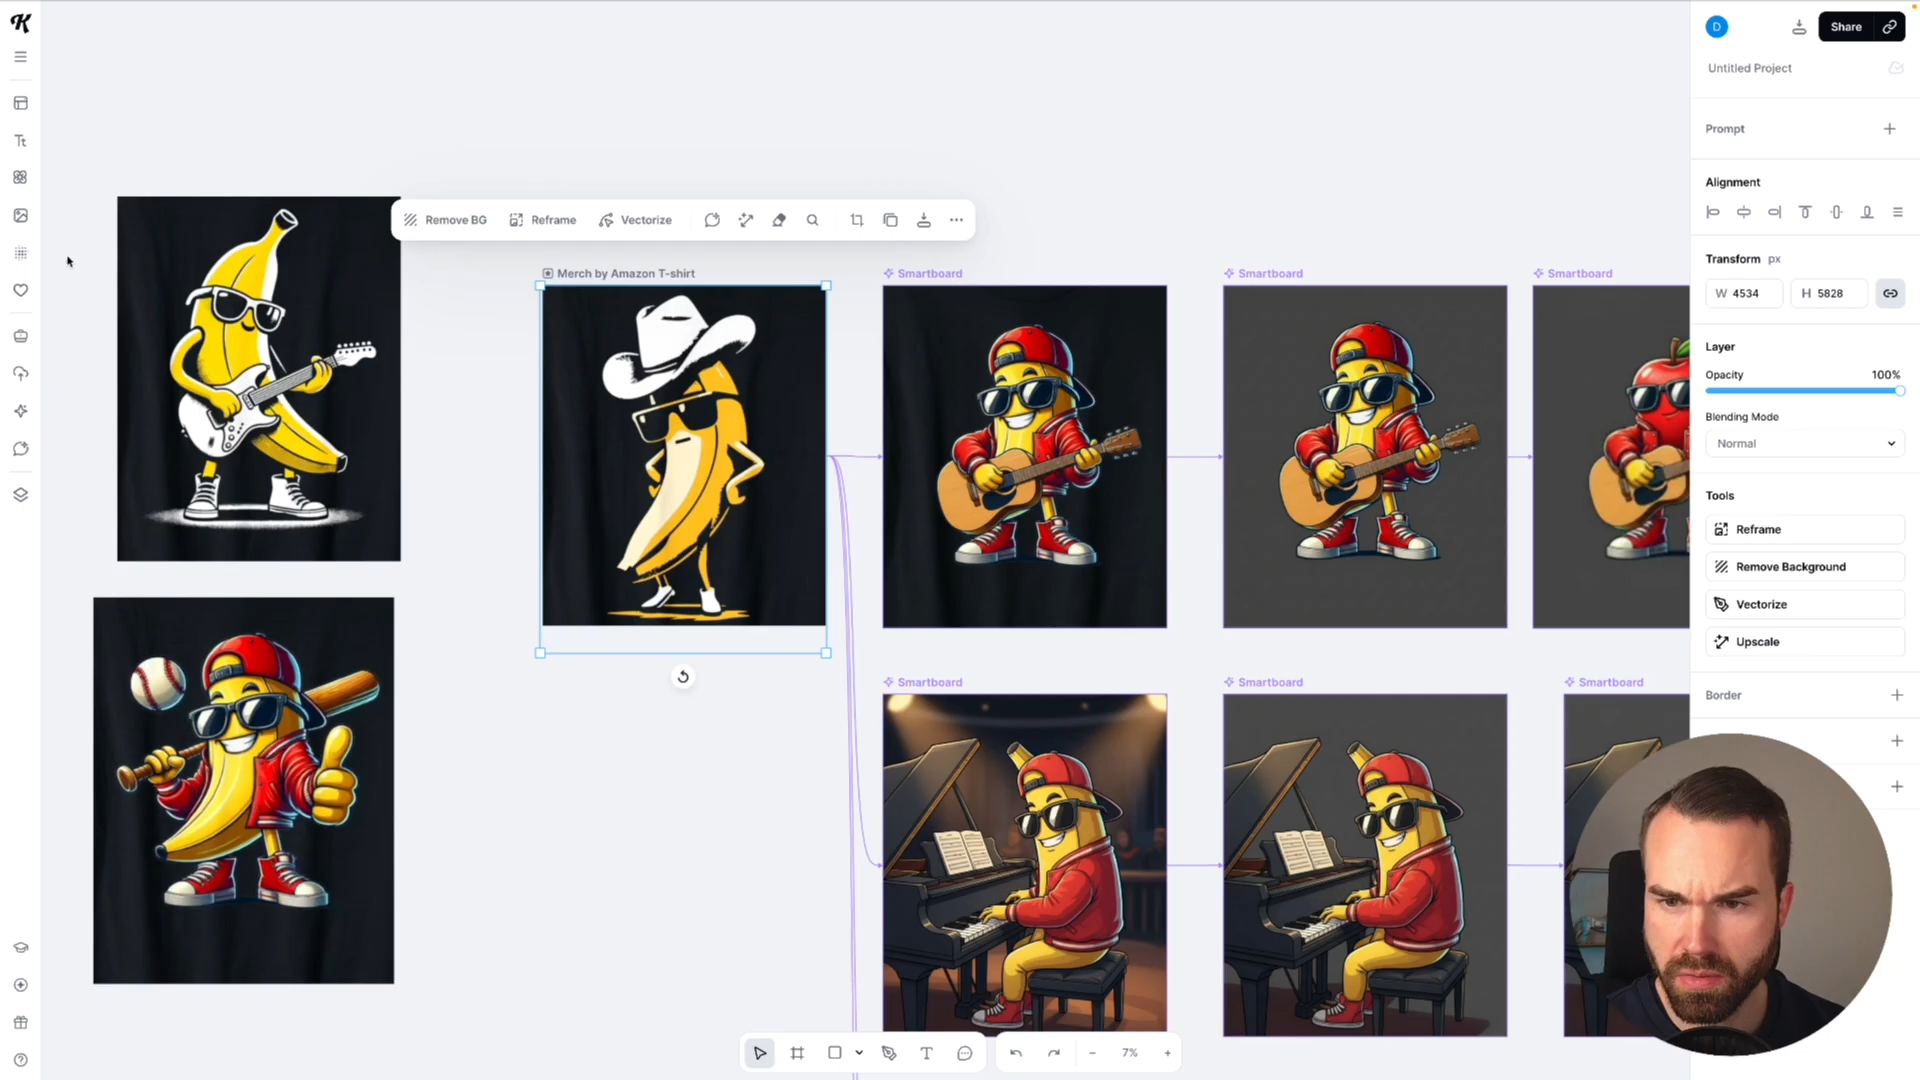 D
Share
Untitled Project
Prompt
Alignment
Transform px
W 4534
H 5828
Layer
Opacity 100%
Blending Mode
Normal
Tools
Reframe
Remove Background
Vectorize
Upscale
Border
Remove BG
Reframe
Vectorize
Merch by Amazon T-shirt
Smartboard
Smartboard
Smartboard
Smartboard
Smartboard
Smartboard
7%